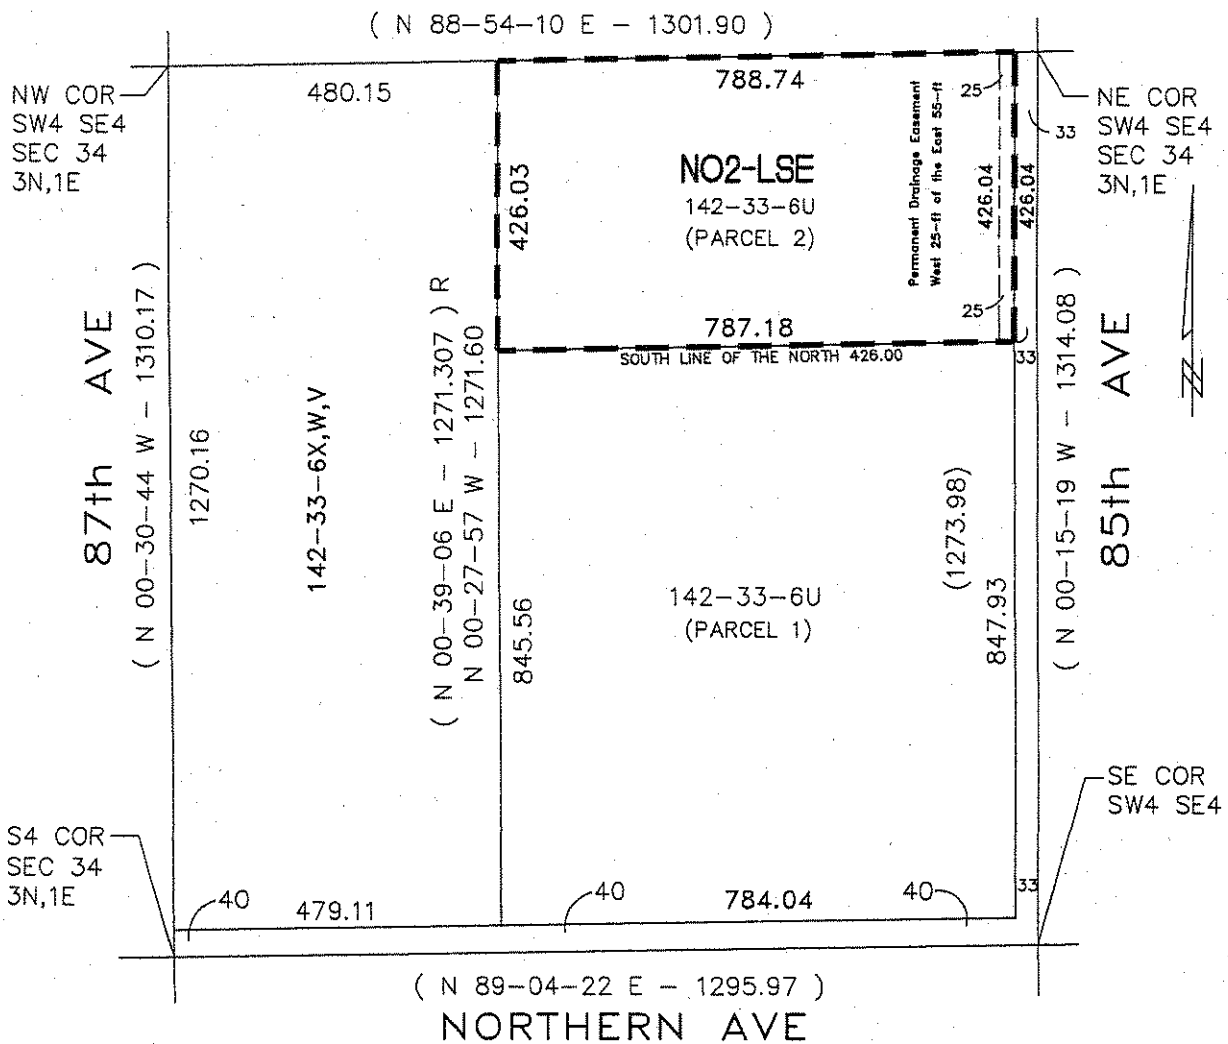 ( N 88-54-10 E - 1301.90 )
NW COR
SW4 SE4
SEC 34
3N,1E
480.15
788.74
25
NE COR
SW4 SE4
SEC 34
3N,1E
33
NO2-LSE
142-33-6U
(PARCEL 2)
426.03
Permanent Drainage Easement
West 25-ft of the East 55-ft
426.04
426.04
25
787.18
SOUTH LINE OF THE NORTH 426.00
33
87th AVE
( N 00-30-44 W - 1310.17 )
1270.16
142-33-6X,W,V
( N 00-39-06 E - 1271.307 ) R
N 00-27-57 W - 1271.60
845.56
142-33-6U
(PARCEL 1)
(1273.98)
847.93
( N 00-15-19 W - 1314.08 )
85th AVE
N
SE COR
SW4 SE4
S4 COR
SEC 34
3N,1E
40
479.11
40
784.04
40
33
( N 89-04-22 E - 1295.97 )
NORTHERN AVE